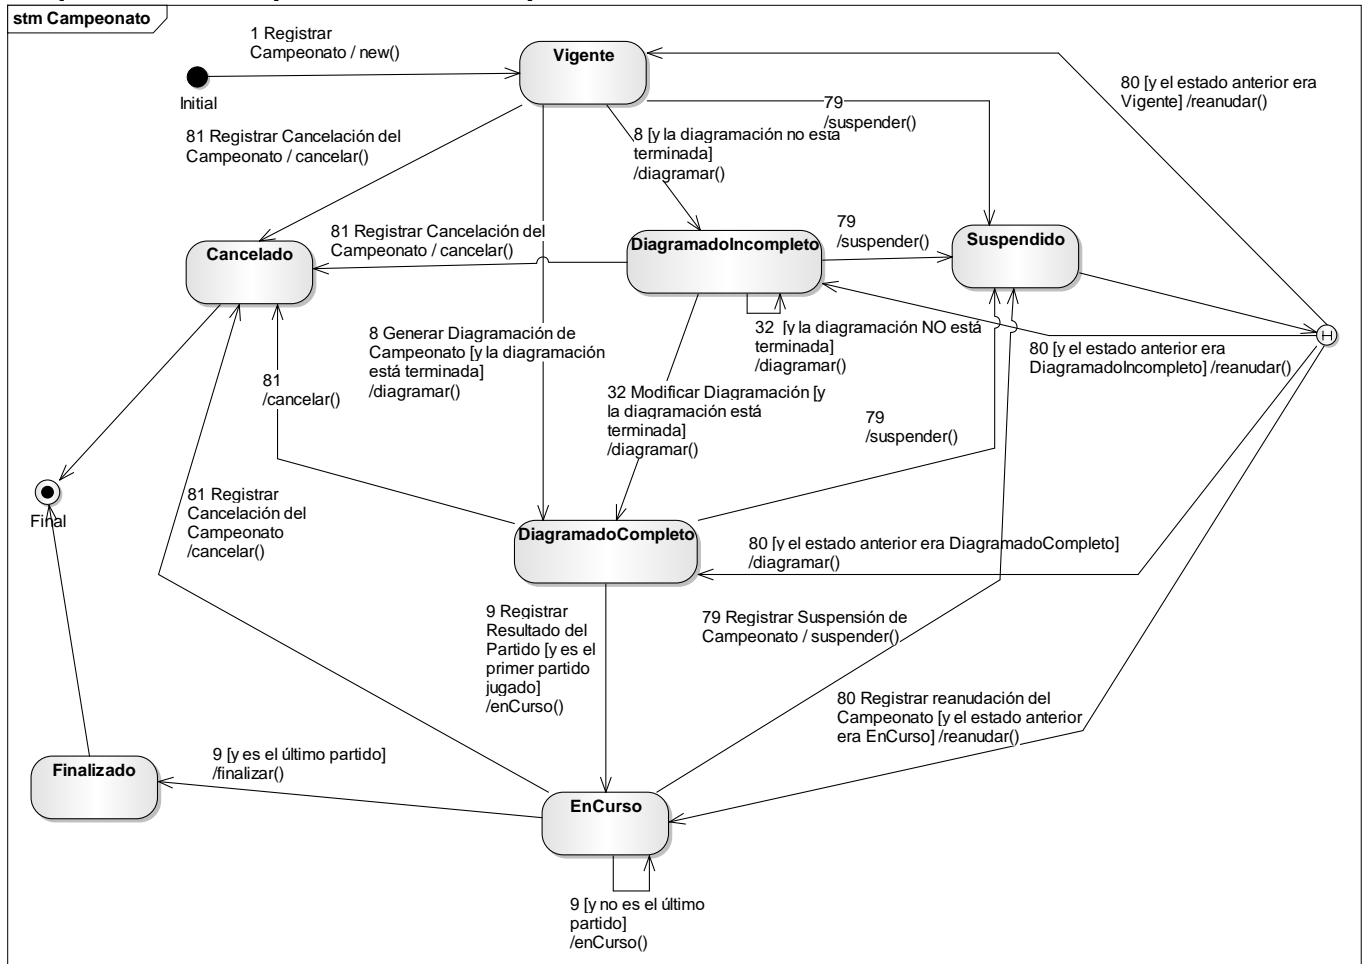 stm Campeonato
1 Registrar
Campeonato / new()
Initial
Vigente
80 [y el estado anterior era
Vigente] /reanudar()
79
/suspender()
81 Registrar Cancelación del
Campeonato / cancelar()
8 [y la diagramación no está
terminada]
/diagramar()
81 Registrar Cancelación del
Campeonato / cancelar()
79
/suspender()
Cancelado
DiagramadoIncompleto
Suspendido
8 Generar Diagramación de
Campeonato [y la diagramación
está terminada]
/diagramar()
32  [y la diagramación NO está
terminada]
/diagramar()
80 [y el estado anterior era
DiagramadoIncompleto] /reanudar()
H
81
/cancelar()
32 Modificar Diagramación [y
la diagramación está
terminada]
/diagramar()
79
/suspender()
Final
81 Registrar
Cancelación del
Campeonato
/cancelar()
DiagramadoCompleto
80 [y el estado anterior era DiagramadoCompleto]
/diagramar()
9 Registrar
Resultado del
Partido [y es el
primer partido
jugado]
/enCurso()
79 Registrar Suspensión de
Campeonato / suspender()
80 Registrar reanudación del
Campeonato [y el estado anterior
era EnCurso] /reanudar()
Finalizado
9 [y es el último partido]
/finalizar()
EnCurso
9 [y no es el último
partido]
/enCurso()